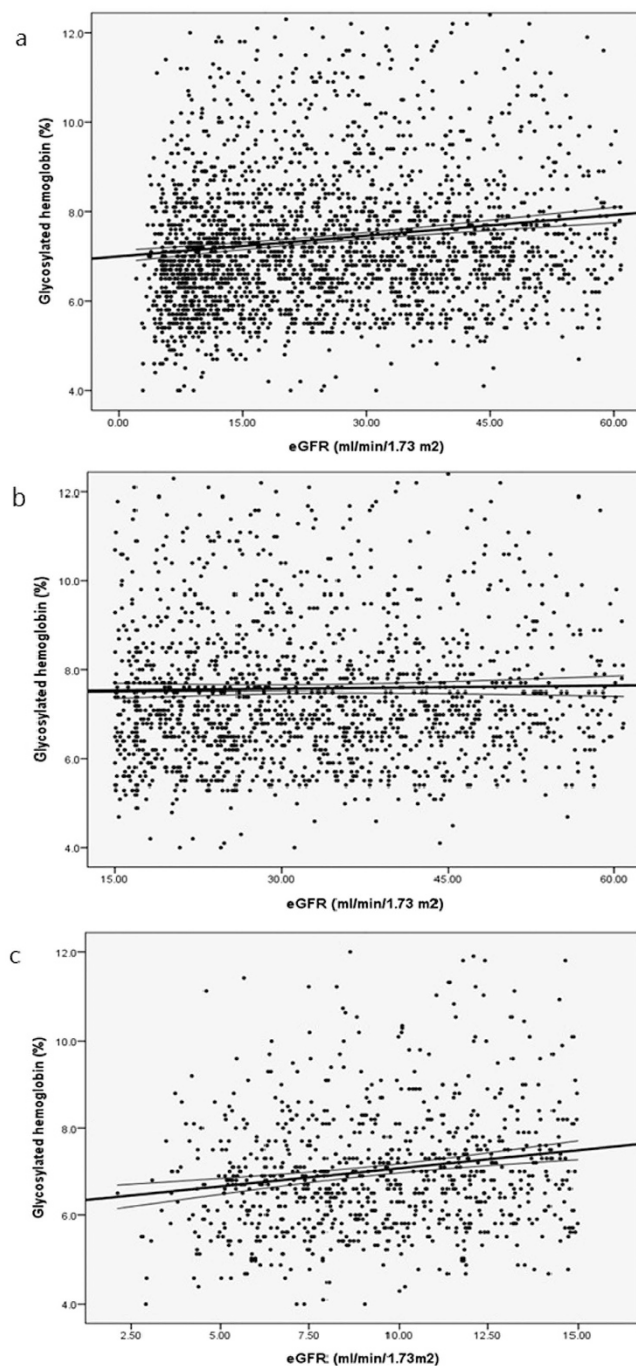 a
12.0
10.0
8.0
6.0
4.0
Glycosylated hemoglobin (%)
0.00 15.00 30.00 45.00 60.00
eGFR (ml/min/1.73 m2)
b
12.0
10.0
8.0
6.0
4.0
Glycosylated hemoglobin (%)
15.00 30.00 45.00 60.00
eGFR (ml/min/1.73 m2)
c
12.0
10.0
8.0
6.0
4.0
Glycosylated hemoglobin (%)
2.50 5.00 7.50 10.00 12.50 15.00
eGFR: (ml/min/1.73m2)